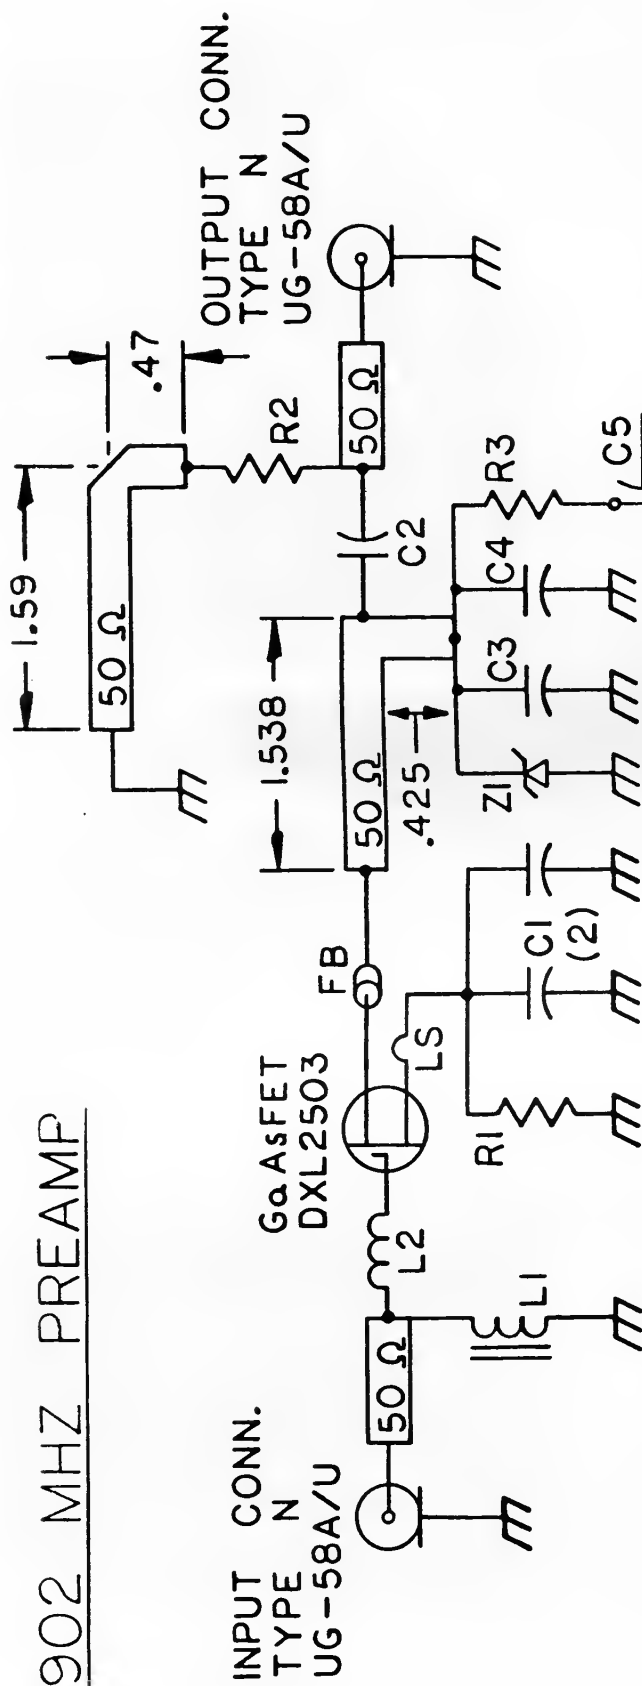 902 MHZ PREAMP
INPUT CONN.
TYPE N
UG-58A/U
50 Ω
L1
L2
GaAsFET
DXL2503
LS
FB
R1
C1
(2)
50 Ω
1.538
.425
Z1
C3
C4
R3
C5
C2
50 Ω
1.59
.47
R2
50 Ω
OUTPUT CONN.
TYPE N
UG-58A/U